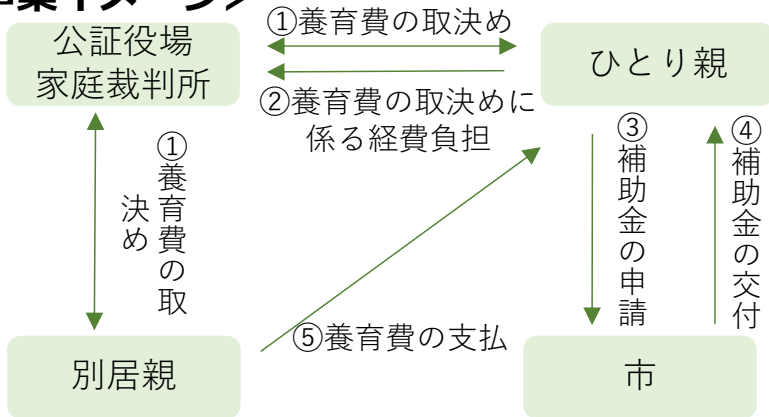 公証役場
家庭裁判所
①養育費の取決め
ひとり親
②養育費の取決めに
係る経費負担
①養育費の取
決め
③補助金の申請
④補助金の交付
⑤養育費の支払
別居親
市